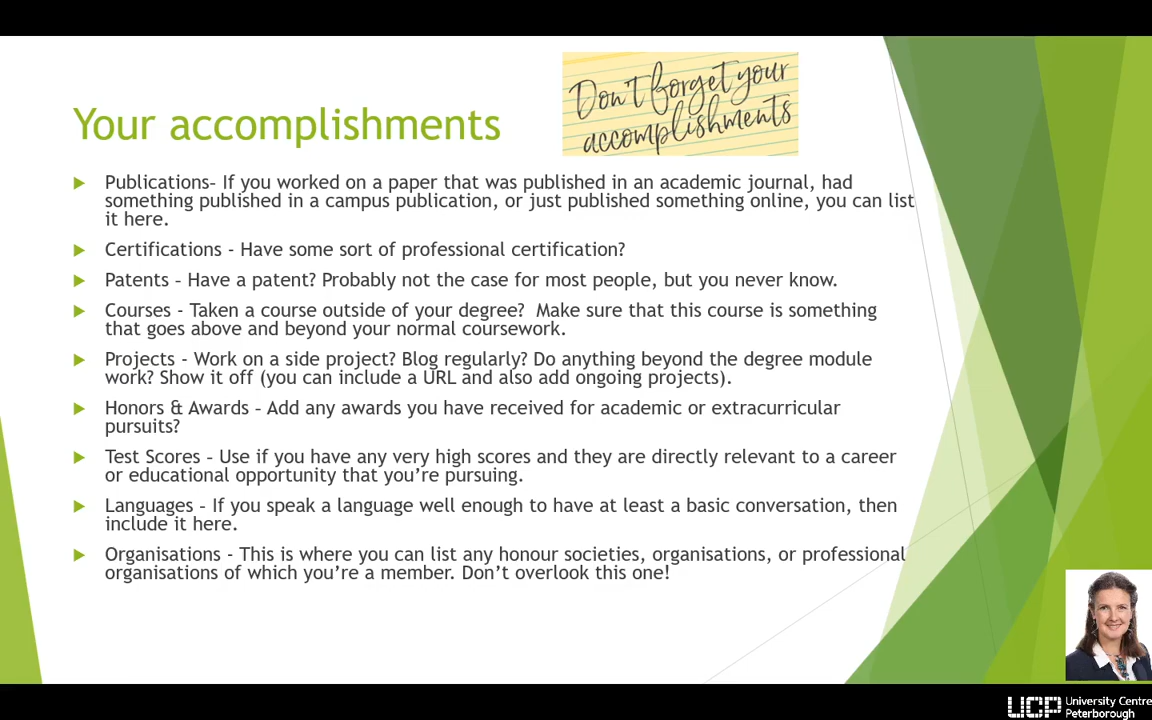 Don't forget your
accomplishments
Your accomplishments
Publications– If you worked on a paper that was published in an academic journal, had
something published in a campus publication, or just published something online, you can list
it here.
Certifications - Have some sort of professional certification?
Patents – Have a patent? Probably not the case for most people, but you never know.
Courses - Taken a course outside of your degree?  Make sure that this course is something
that goes above and beyond your normal coursework.
Projects - Work on a side project? Blog regularly? Do anything beyond the degree module
work? Show it off (you can include a URL and also add ongoing projects).
Honors & Awards – Add any awards you have received for academic or extracurricular
pursuits?
Test Scores – Use if you have any very high scores and they are directly relevant to a career
or educational opportunity that you're pursuing.
Languages – If you speak a language well enough to have at least a basic conversation, then
include it here.
Organisations - This is where you can list any honour societies, organisations, or professional
organisations of which you're a member. Don't overlook this one!
UCP University Centre
Peterborough